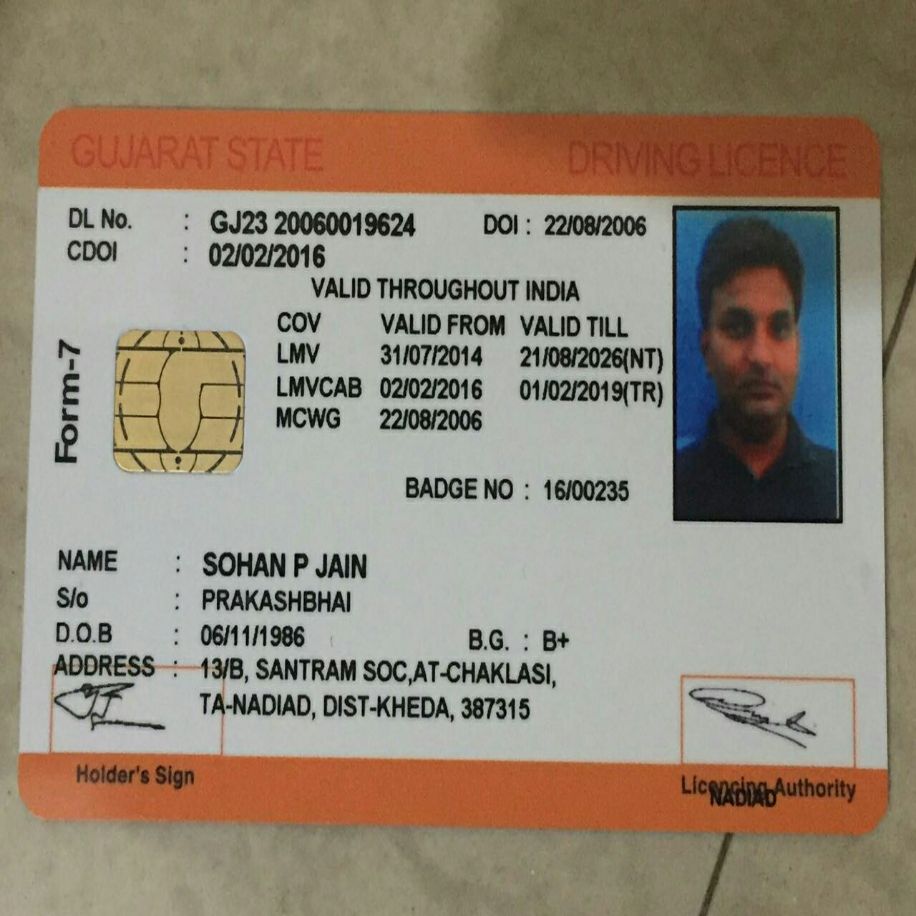 GUJARAT STATE DRIVING LICENCE
DL No. : GJ23 20060019624 DOI : 22/08/2006
CDOI : 02/02/2016
VALID THROUGHOUT INDIA
COV VALID FROM VALID TILL
LMV 31/07/2014 21/08/2026(NT)
LMVCAB 02/02/2016 01/02/2019(TR)
MCWG 22/08/2006
Form-7
BADGE NO : 16/00235
NAME : SOHAN P JAIN
S/o : PRAKASHBHAI
D.O.B : 06/11/1986 B.G. : B+
ADDRESS : 13/B, SANTRAM SOC,AT-CHAKLASI,
TA-NADIAD, DIST-KHEDA, 387315
Holder's Sign
Licencing Authority
NADIAD